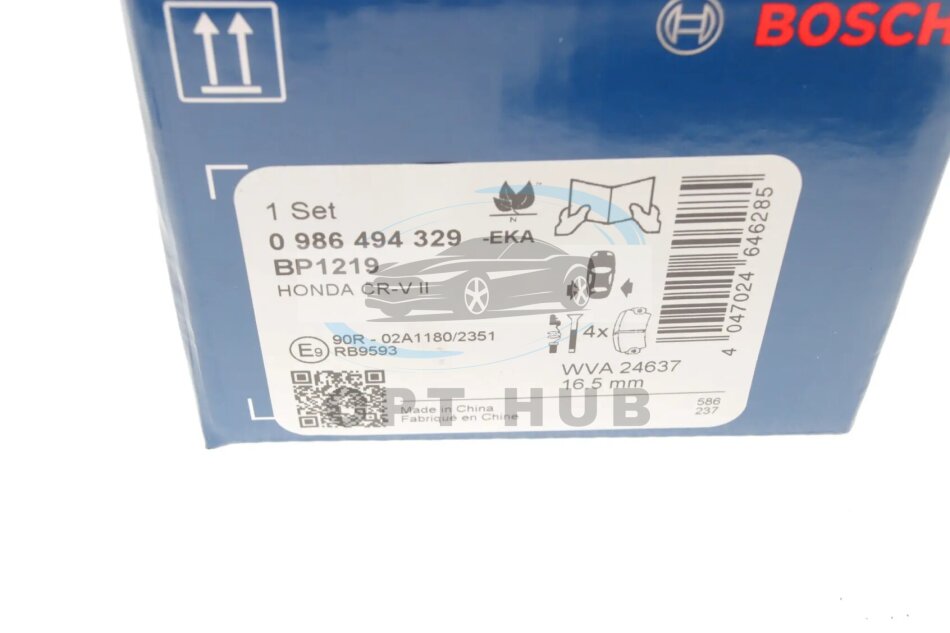 BOSCH
1 Set
0 986 494 329 -EKA
BP1219
HONDA CR-V II
N
E9
90R - 02A1180/2351
RB9593
4x
WVA 24637
16.5 mm
Made in China
Fabriqué en Chine
586
237
4 047024 646285
OPT HUB